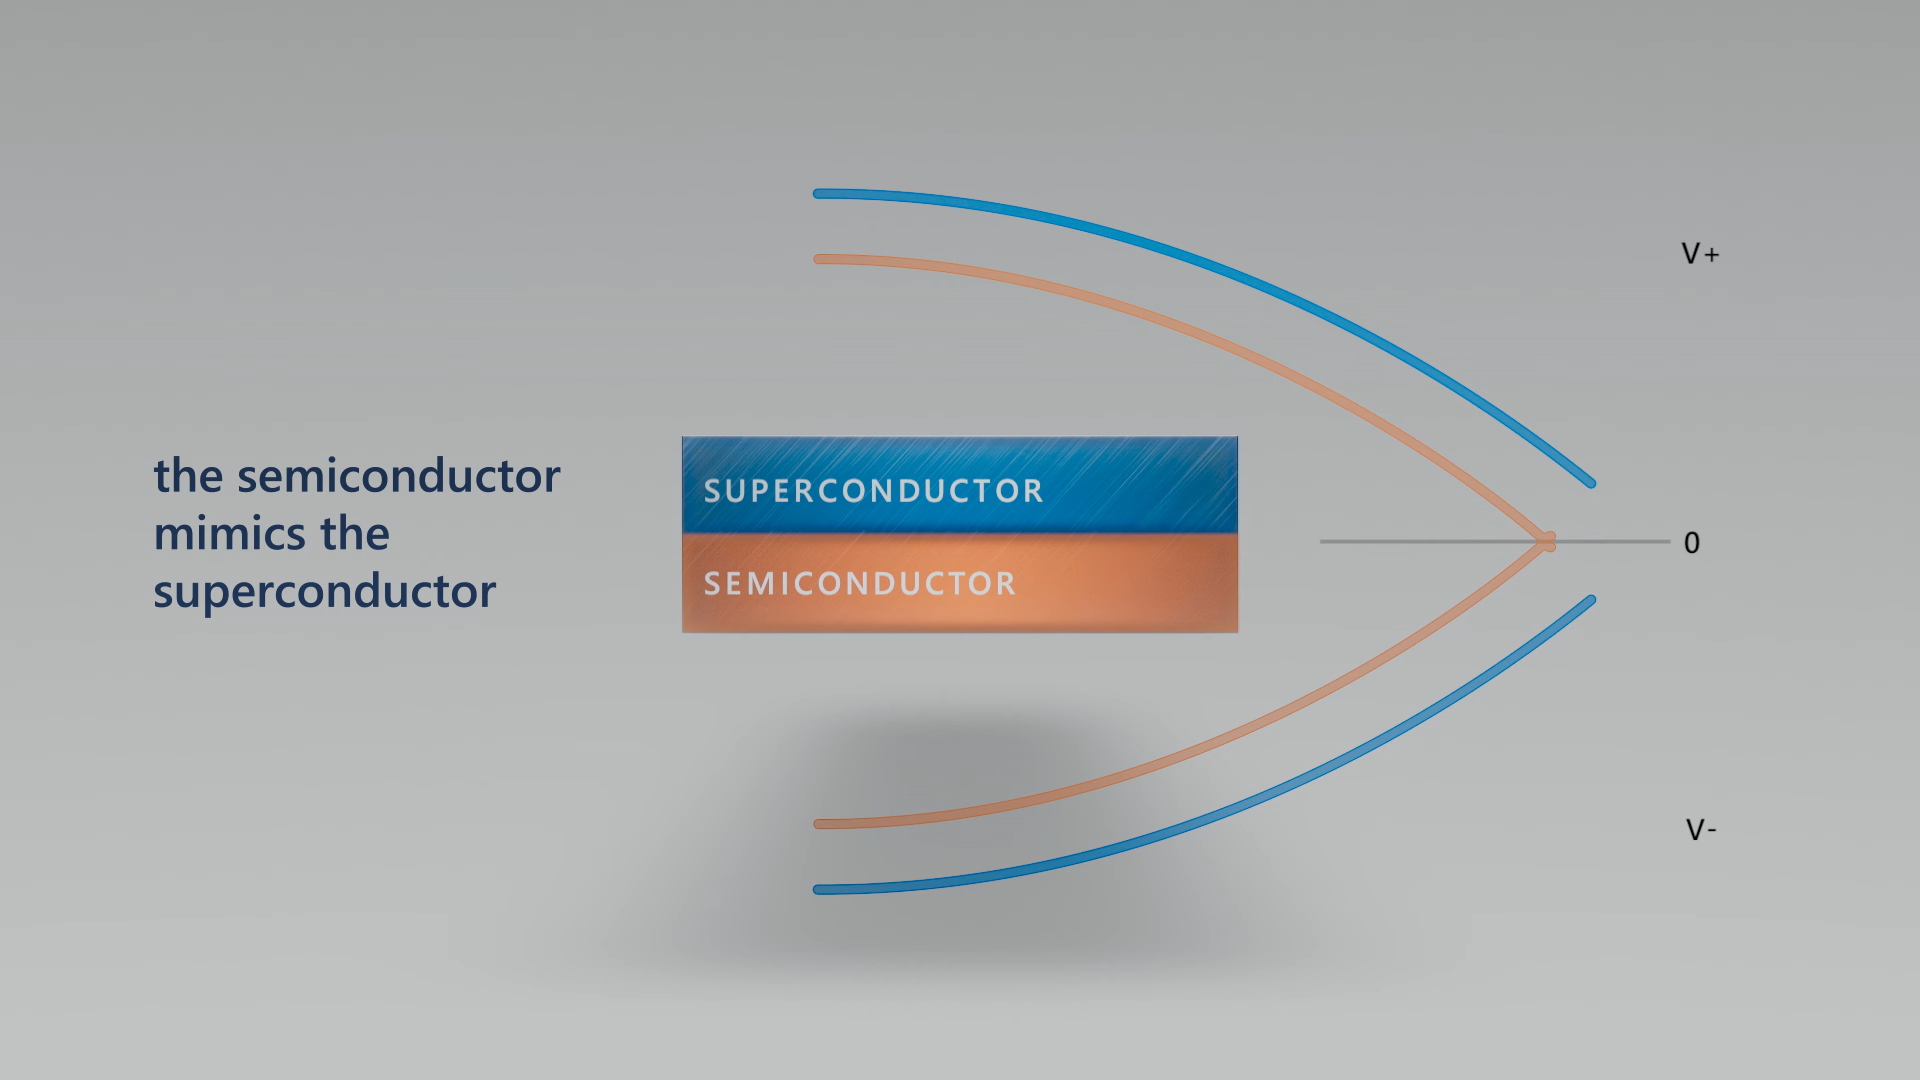 the semiconductor
mimics the
superconductor
SUPERCONDUCTOR
SEMICONDUCTOR
V+
0
V-